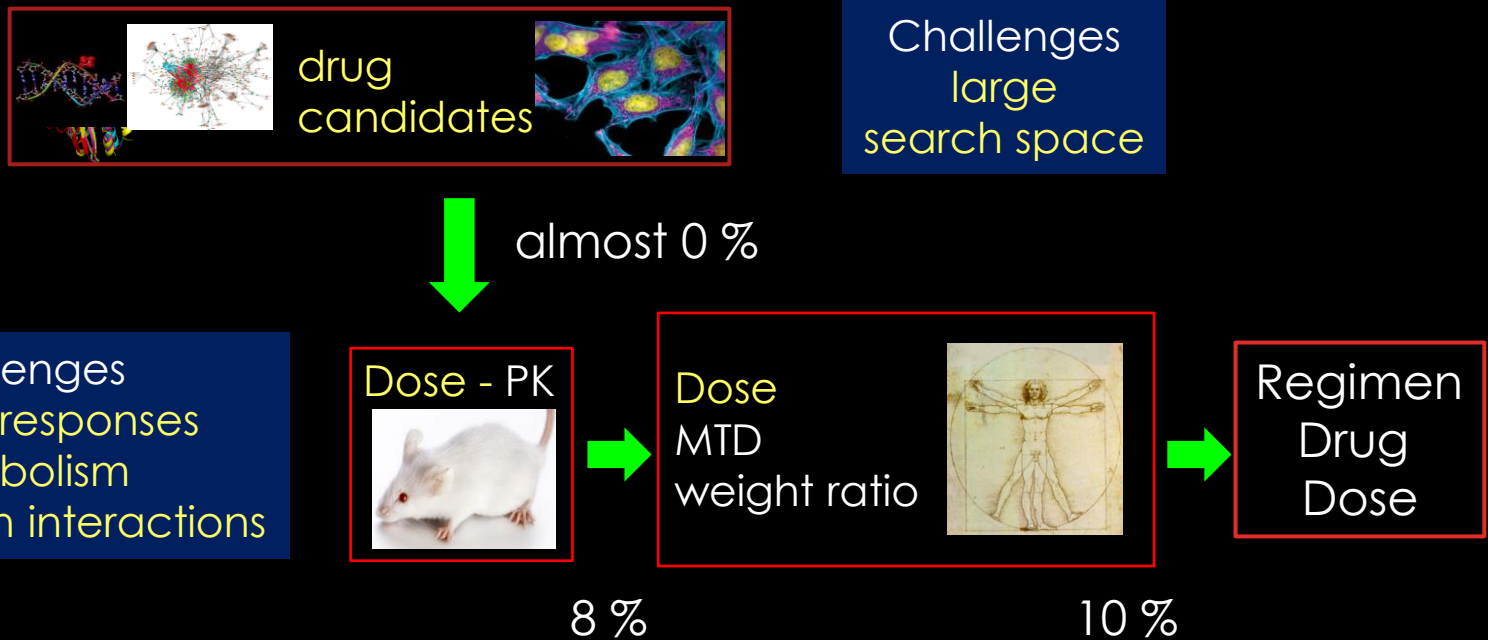 drug
candidates
Challenges
large
search space
almost 0 %
enges
responses
bolism
interactions
Dose - PK
Dose
MTD
weight ratio
Regimen
Drug
Dose
8 %
10 %